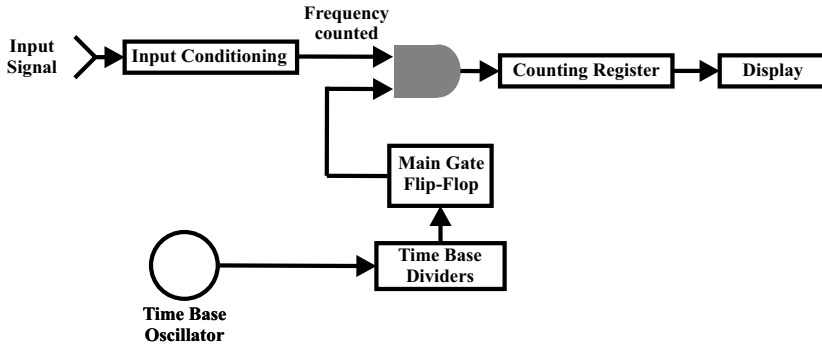 Frequency
counted
Input
Signal
Input Conditioning
Counting Register
Display
Main Gate
Flip-Flop
Time Base
Dividers
Time Base
Oscillator